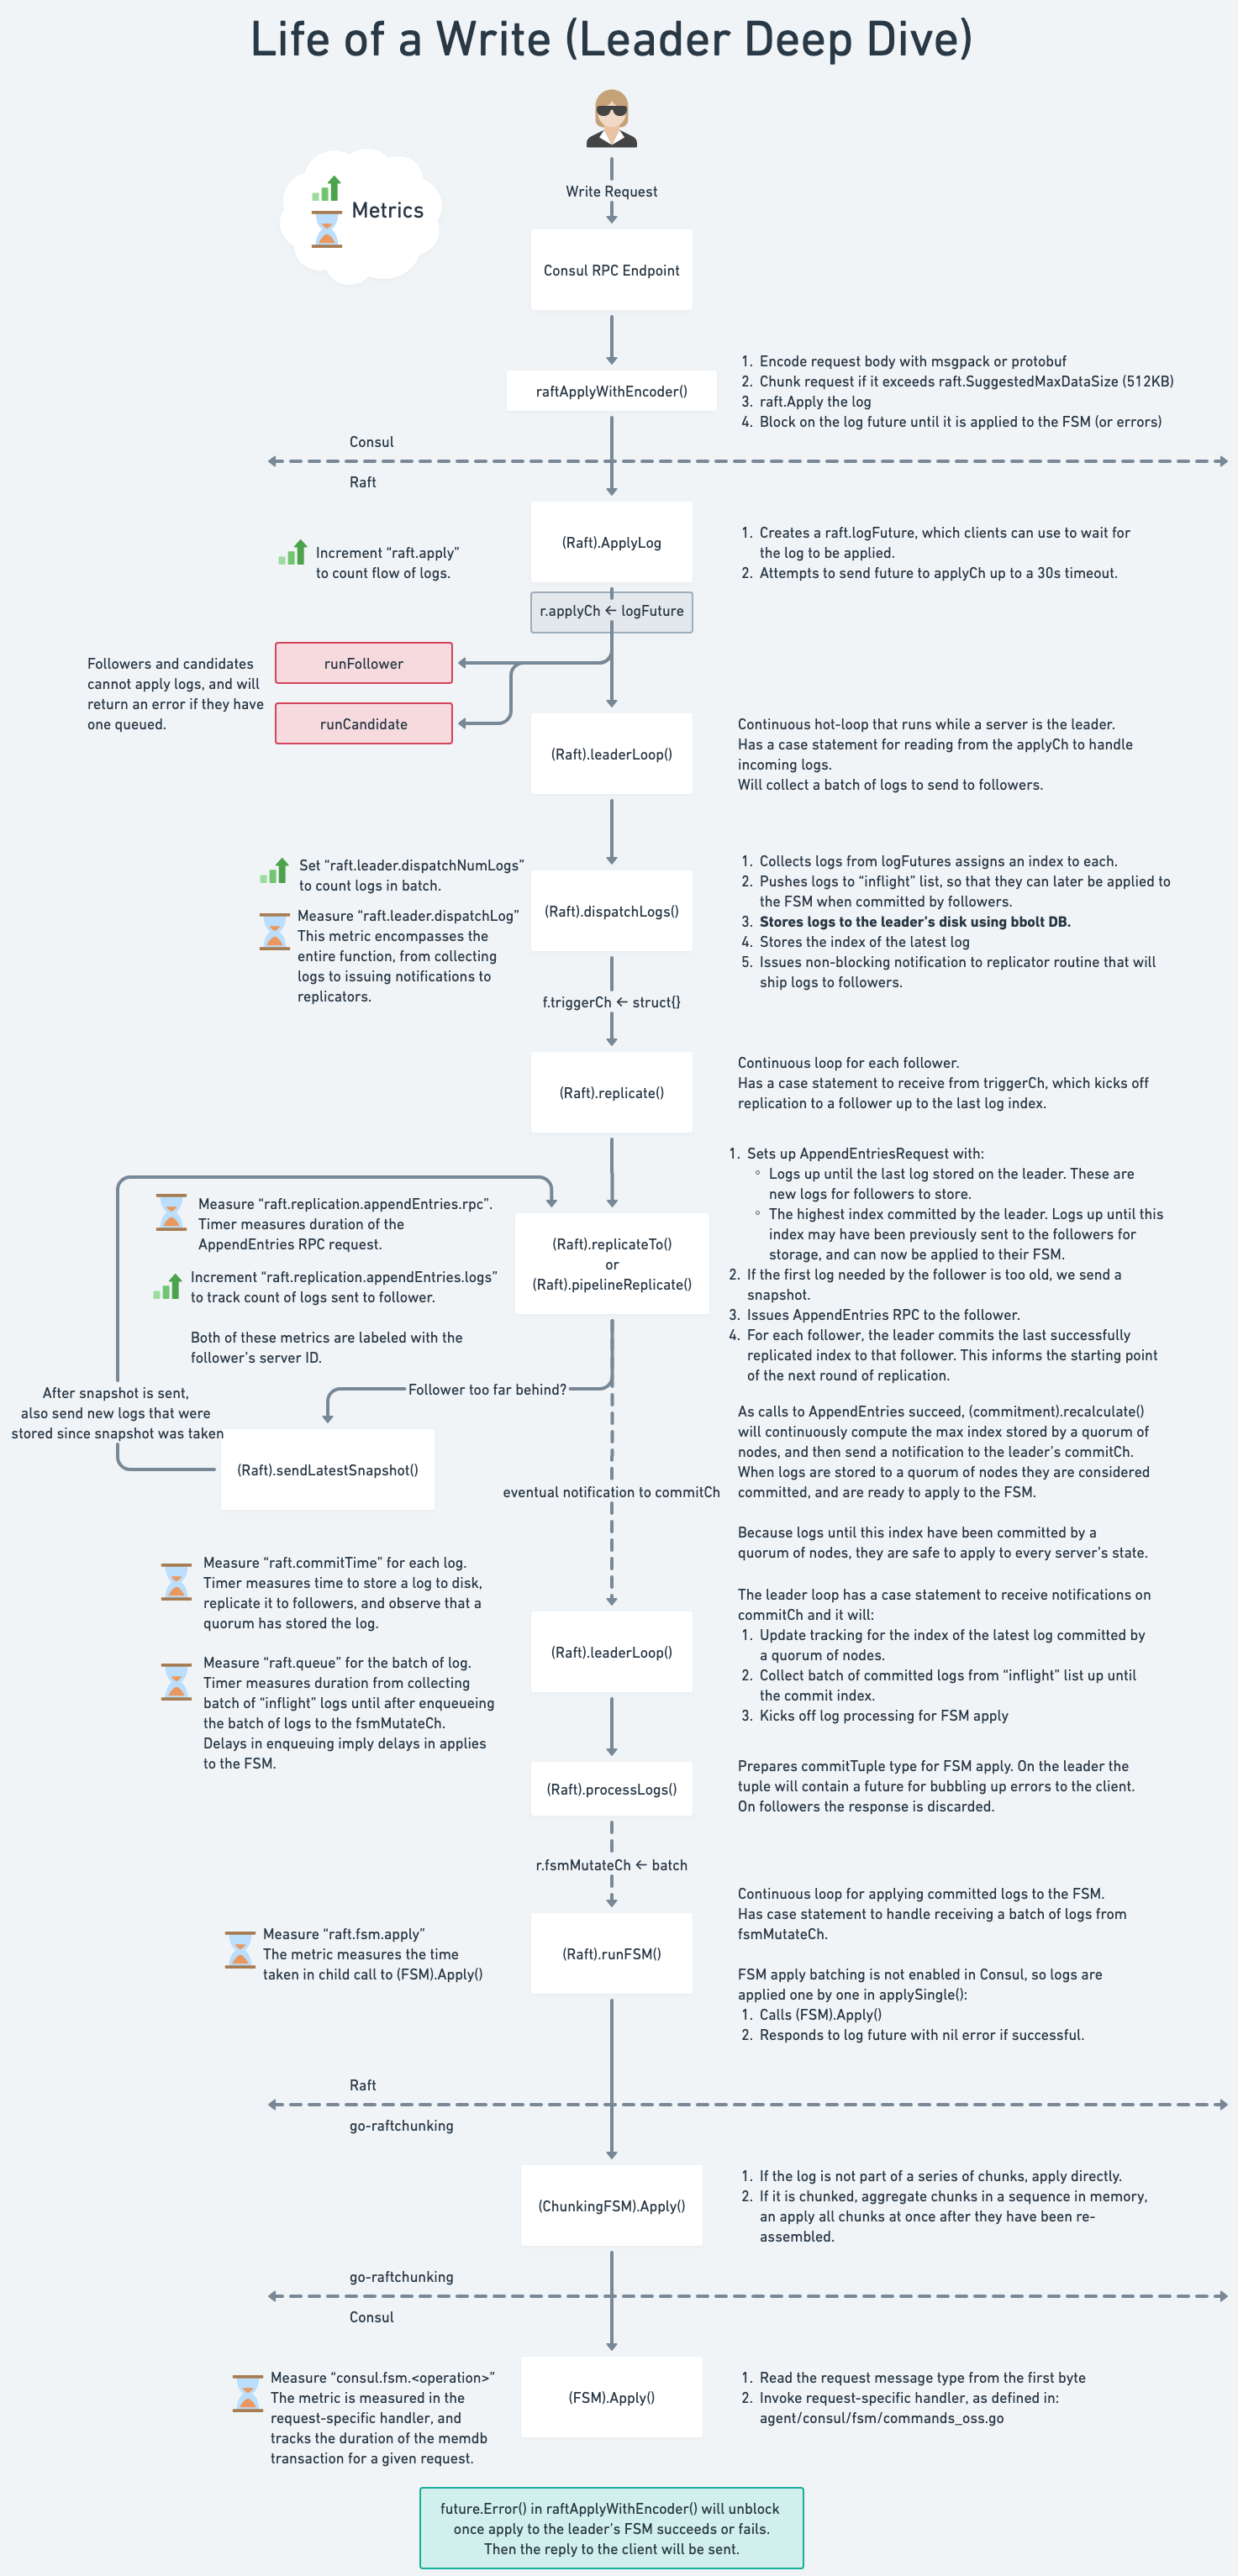 Life of a Write (Leader Deep Dive)
Metrics
Write Request
Consul RPC Endpoint
raftApplyWithEncoder()
1. Encode request body with msgpack or protobuf
2. Chunk request if it exceeds raft.SuggestedMaxDataSize (512KB)
3. raft.Apply the log
4. Block on the log future until it is applied to the FSM (or errors)
Consul
Raft
(Raft).ApplyLog
Increment “raft.apply”
to count flow of logs.
1. Creates a raft.logFuture, which clients can use to wait for
the log to be applied.
2. Attempts to send future to applyCh up to a 30s timeout.
r.applyCh ← logFuture
Followers and candidates
cannot apply logs, and will
return an error if they have
one queued.
runFollower
runCandidate
(Raft).leaderLoop()
Continuous hot-loop that runs while a server is the leader.
Has a case statement for reading from the applyCh to handle
incoming logs.
Will collect a batch of logs to send to followers.
Set “raft.leader.dispatchNumLogs”
to count logs in batch.
Measure “raft.leader.dispatchLog”
This metric encompasses the
entire function, from collecting
logs to issuing notifications to
replicators.
(Raft).dispatchLogs()
1. Collects logs from logFutures assigns an index to each.
2. Pushes logs to “inflight” list, so that they can later be applied to
the FSM when committed by followers.
3. Stores logs to the leader’s disk using bbolt DB.
4. Stores the index of the latest log
5. Issues non-blocking notification to replicator routine that will
ship logs to followers.
f.triggerCh ← struct{}
(Raft).replicate()
Continuous loop for each follower.
Has a case statement to receive from triggerCh, which kicks off
replication to a follower up to the last log index.
Measure “raft.replication.appendEntries.rpc”.
Timer measures duration of the
AppendEntries RPC request.
Increment “raft.replication.appendEntries.logs”
to track count of logs sent to follower.
Both of these metrics are labeled with the
follower’s server ID.
(Raft).replicateTo()
or
(Raft).pipelineReplicate()
1. Sets up AppendEntriesRequest with:
◦ Logs up until the last log stored on the leader. These are
new logs for followers to store.
◦ The highest index committed by the leader. Logs up until this
index may have been previously sent to the followers for
storage, and can now be applied to their FSM.
2. If the first log needed by the follower is too old, we send a
snapshot.
3. Issues AppendEntries RPC to the follower.
4. For each follower, the leader commits the last successfully
replicated index to that follower. This informs the starting point
of the next round of replication.
Follower too far behind?
After snapshot is sent,
also send new logs that were
stored since snapshot was taken
(Raft).sendLatestSnapshot()
As calls to AppendEntries succeed, (commitment).recalculate()
will continuously compute the max index stored by a quorum of
nodes, and then send a notification to the leader’s commitCh.
When logs are stored to a quorum of nodes they are considered
committed, and are ready to apply to the FSM.
eventual notification to commitCh
Because logs until this index have been committed by a
quorum of nodes, they are safe to apply to every server’s state.
Measure “raft.commitTime” for each log.
Timer measures time to store a log to disk,
replicate it to followers, and observe that a
quorum has stored the log.
Measure “raft.queue” for the batch of log.
Timer measures duration from collecting
batch of “inflight” logs until after enqueueing
the batch of logs to the fsmMutateCh.
Delays in enqueuing imply delays in applies
to the FSM.
(Raft).leaderLoop()
The leader loop has a case statement to receive notifications on
commitCh and it will:
1. Update tracking for the index of the latest log committed by
a quorum of nodes.
2. Collect batch of committed logs from “inflight” list up until
the commit index.
3. Kicks off log processing for FSM apply
(Raft).processLogs()
Prepares commitTuple type for FSM apply. On the leader the
tuple will contain a future for bubbling up errors to the client.
On followers the response is discarded.
r.fsmMutateCh ← batch
Measure “raft.fsm.apply”
The metric measures the time
taken in child call to (FSM).Apply()
(Raft).runFSM()
Continuous loop for applying committed logs to the FSM.
Has case statement to handle receiving a batch of logs from
fsmMutateCh.
FSM apply batching is not enabled in Consul, so logs are
applied one by one in applySingle():
1. Calls (FSM).Apply()
2. Responds to log future with nil error if successful.
Raft
go-raftchunking
(ChunkingFSM).Apply()
1. If the log is not part of a series of chunks, apply directly.
2. If it is chunked, aggregate chunks in a sequence in memory,
an apply all chunks at once after they have been re-
assembled.
go-raftchunking
Consul
Measure “consul.fsm.<operation>”
The metric is measured in the
request-specific handler, and
tracks the duration of the memdb
transaction for a given request.
(FSM).Apply()
1. Read the request message type from the first byte
2. Invoke request-specific handler, as defined in:
agent/consul/fsm/commands_oss.go
future.Error() in raftApplyWithEncoder() will unblock
once apply to the leader’s FSM succeeds or fails.
Then the reply to the client will be sent.